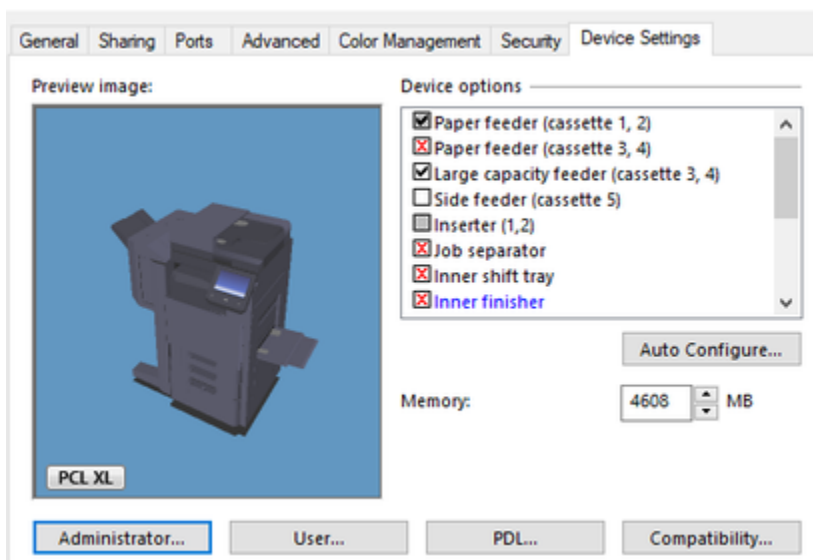 General Sharing Ports Advanced Color Management Security Device Settings
Preview image:
PCL XL
Device options
Paper feeder (cassette 1, 2)
Paper feeder (cassette 3, 4)
Large capacity feeder (cassette 3, 4)
Side feeder (cassette 5)
Inserter (1,2)
Job separator
Inner shift tray
Inner finisher
Auto Configure...
Memory: 4608 MB
Administrator... User... PDL... Compatibility...